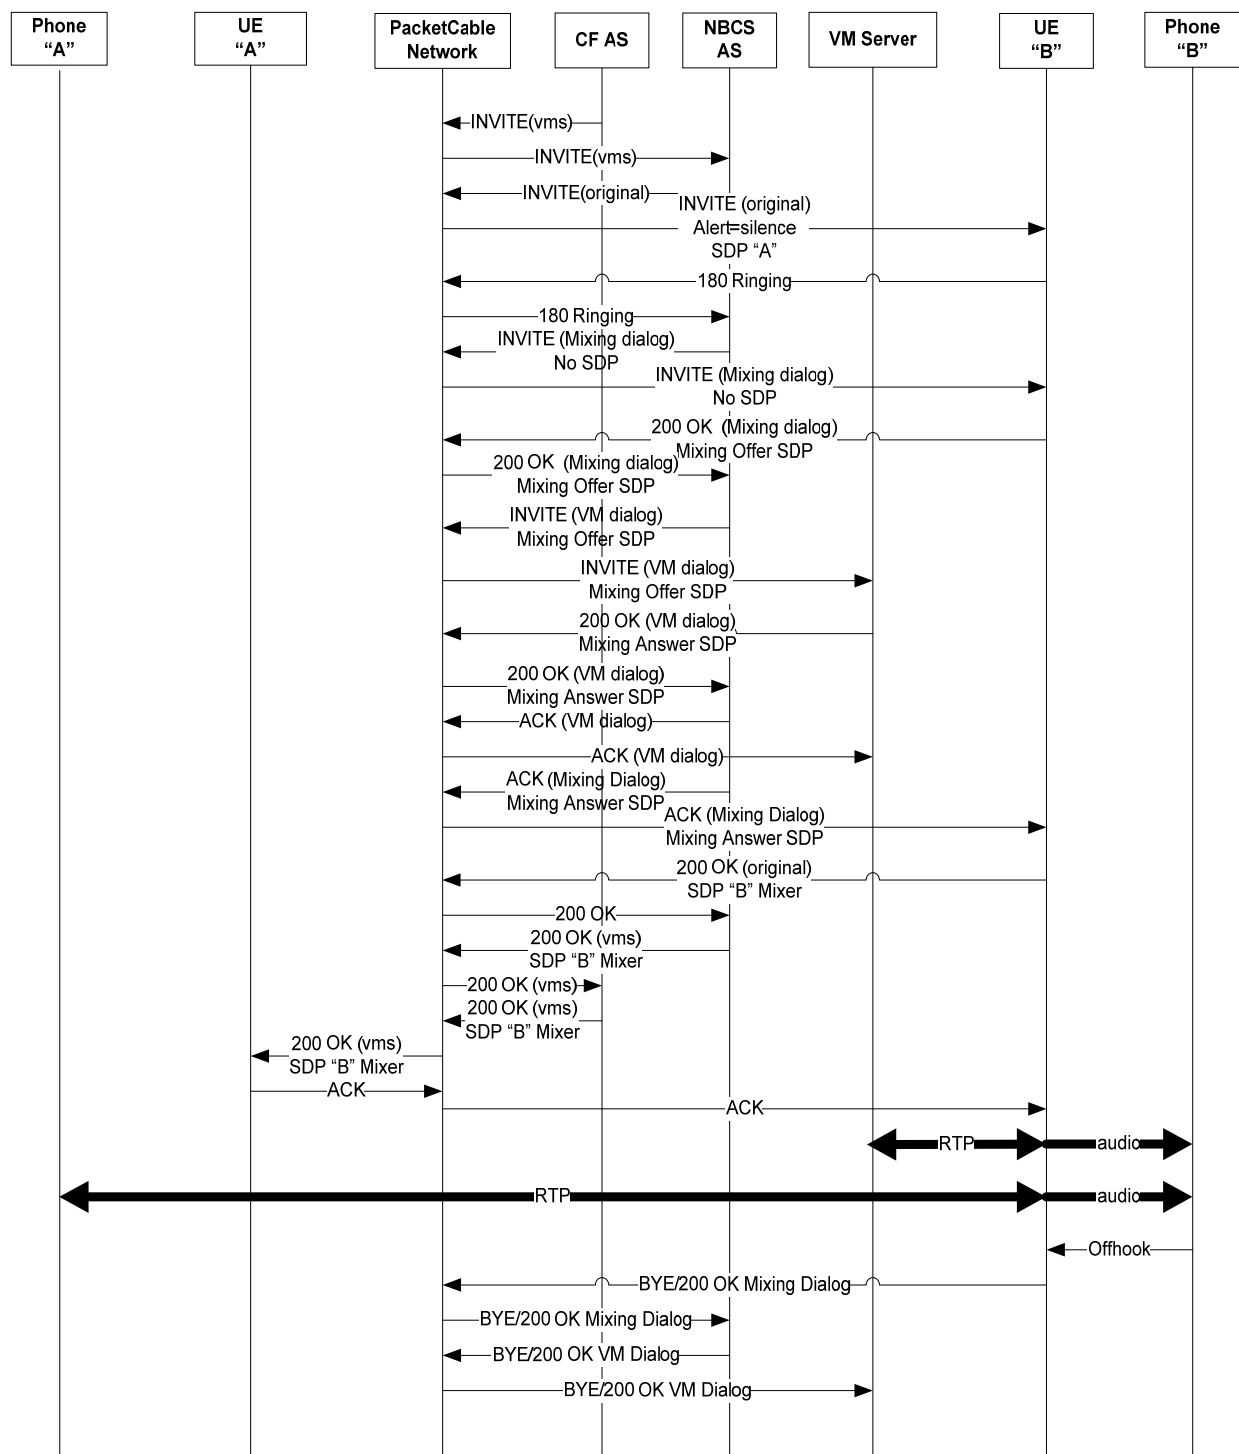 Phone
“A”
UE
“A”
PacketCable
Network
CF AS
NBCS
AS
VM Server
UE
“B”
Phone
“B”
INVITE(vms)
INVITE(vms)
INVITE(original)
INVITE (original)
Alert=silence
SDP “A”
180 Ringing
180 Ringing
INVITE (Mixing dialog)
No SDP
INVITE (Mixing dialog)
No SDP
200 OK (Mixing dialog)
Mixing Offer SDP
200 OK (Mixing dialog)
Mixing Offer SDP
INVITE (VM dialog)
Mixing Offer SDP
INVITE (VM dialog)
Mixing Offer SDP
200 OK (VM dialog)
Mixing Answer SDP
200 OK (VM dialog)
Mixing Answer SDP
ACK (VM dialog)
ACK (VM dialog)
ACK (Mixing Dialog)
Mixing Answer SDP
ACK (Mixing Dialog)
Mixing Answer SDP
200 OK (original)
SDP “B” Mixer
200 OK
200 OK (vms)
SDP “B” Mixer
200 OK (vms)
200 OK (vms)
SDP “B” Mixer
200 OK (vms)
SDP “B” Mixer
ACK
ACK
RTP
audio
RTP
audio
Offhook
BYE/200 OK Mixing Dialog
BYE/200 OK Mixing Dialog
BYE/200 OK VM Dialog
BYE/200 OK VM Dialog